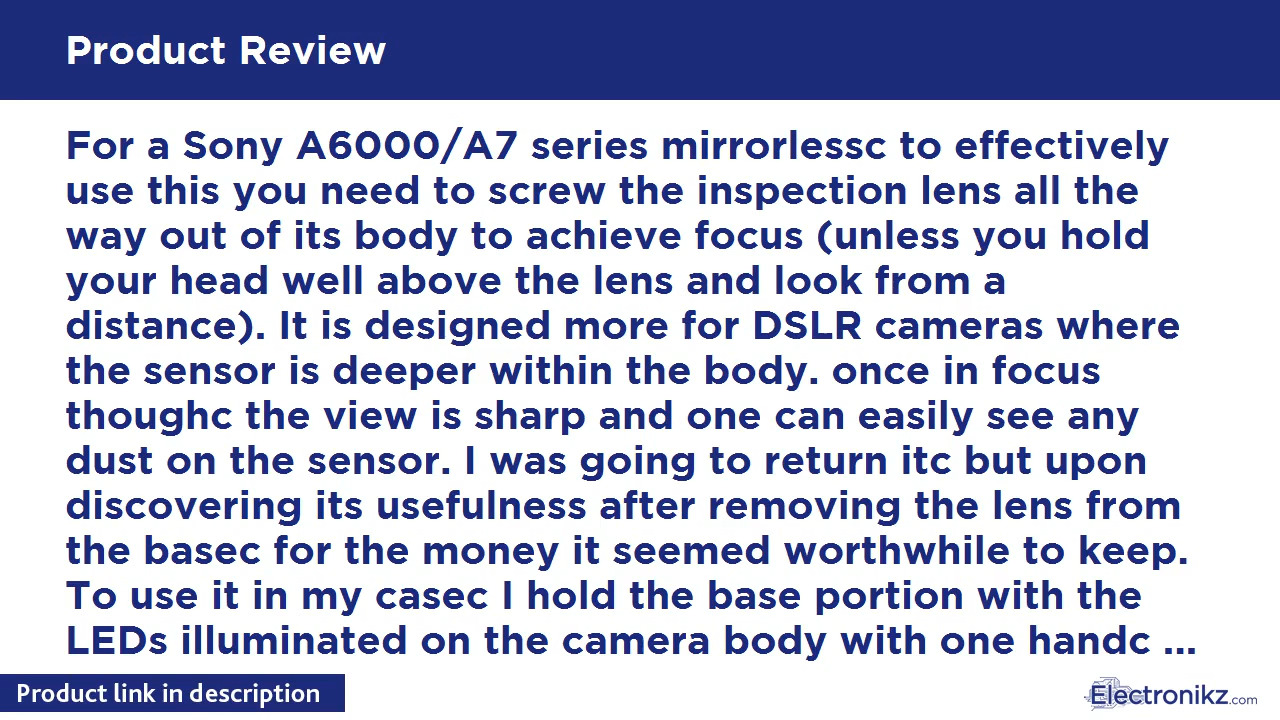 Product Review
For a Sony A6000/A7 series mirrorlessc to effectively
use this you need to screw the inspection lens all the
way out of its body to achieve focus (unless you hold
your head well above the lens and look from a
distance). It is designed more for DSLR cameras where
the sensor is deeper within the body. once in focus
thoughc the view is sharp and one can easily see any
dust on the sensor. I was going to return itc but upon
discovering its usefulness after removing the lens from
the basec for the money it seemed worthwhile to keep.
To use it in my casec I hold the base portion with the
LEDs illuminated on the camera body with one handc ...
Product link in description
Electronikz.com